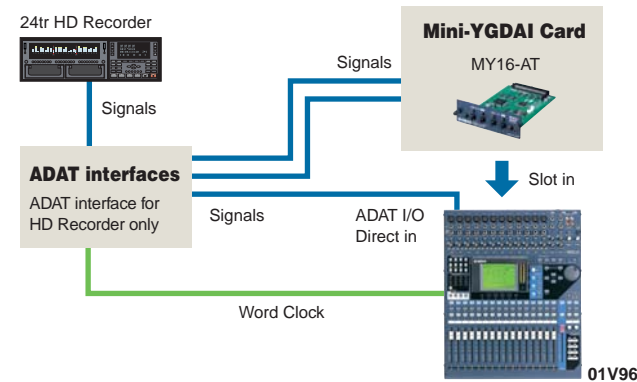 24tr HD Recorder
Mini-YGDAI Card
MY16-AT
Signals
Signals
ADAT interfaces
ADAT interface for
HD Recorder only
Slot in
Signals
ADAT I/O
Direct in
Word Clock
01V96